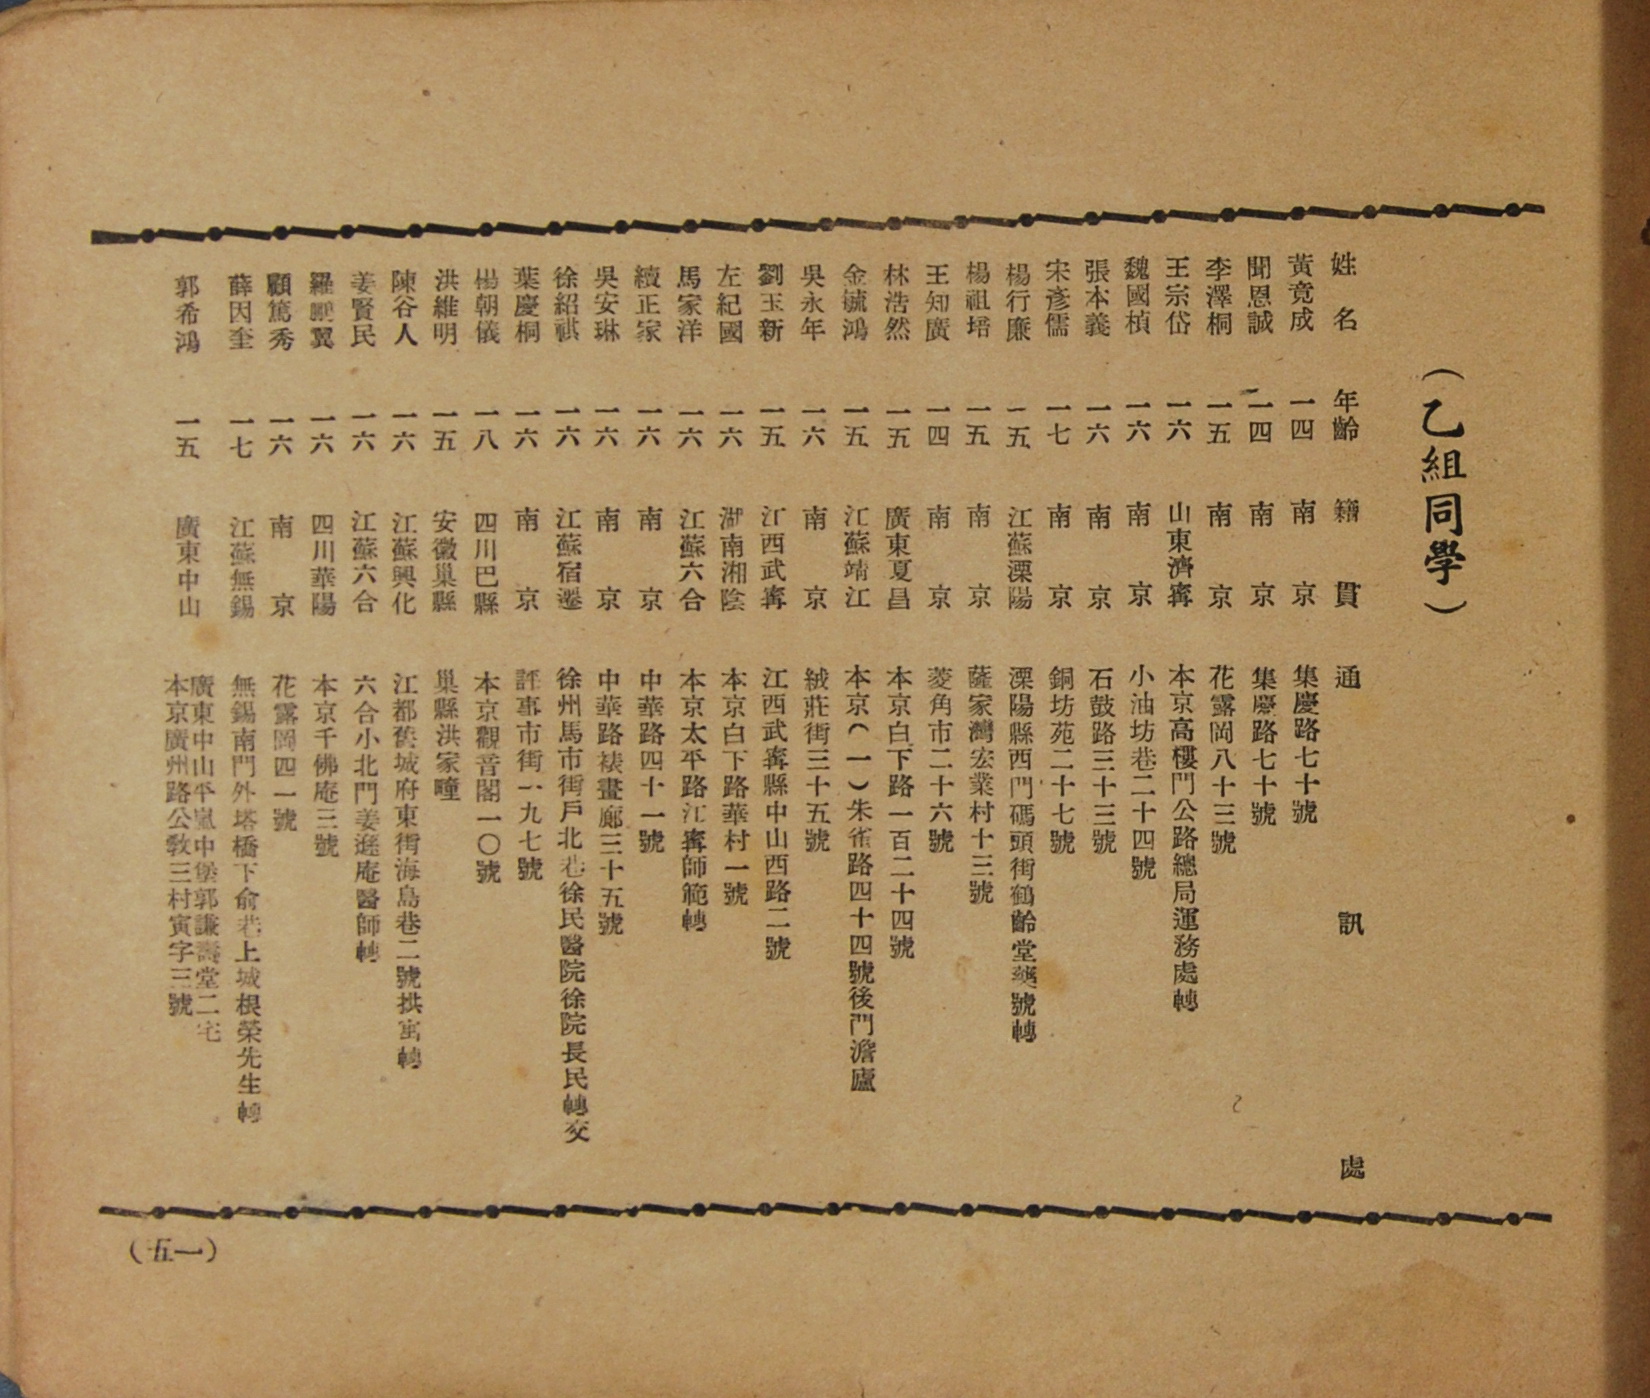 （乙組同學）
姓名 年齡 籍貫 通訊處
黃竞成 一四 南京 集慶路七十號
聞恩誠 一四 南京 集慶路七十號
李澤桐 一五 南京 花露岡八十三號
王宗岱 一六 山東濟寗 本京高樓門公路總局運務處轉
魏國楨 一六 南京 小油坊巷二十四號
張本義 一六 南京 石鼓路三十三號
宋彥儒 一七 南京 銅坊苑二十七號
楊行廉 一五 江蘇溧陽 溧陽縣西門碼頭街鶴齡堂藥號轉
楊祖培 一五 南京 薩家灣宏業村十三號
王知廣 一四 南京 菱角市二十六號
林浩然 一五 廣東夏昌 本京白下路一百二十四號
金毓鴻 一五 江蘇靖江 本京（一）朱雀路四十四號後門澹廬
吳永年 一六 南京 絨莊街三十五號
劉玉新 一五 江西武寗 江西武寗縣中山西路二號
左紀國 一六 湖南湘陰 本京白下路華村一號
馬家洋 一六 江蘇六合 本京太平路江寗師範轉
續正家 一六 南京 中華路四十一號
吳安琳 一六 南京 中華路裱畫廊三十五號
徐紹祺 一六 江蘇宿遷 徐州馬市街戶北巷徐民醫院徐院長民轉交
葉慶桐 一六 南京 評事市街一九七號
楊朝儀 一八 四川巴縣 本京觀音閣一〇號
洪維明 一五 安徽巢縣 巢縣洪家疃
陳谷人 一六 江蘇興化 江都舊城府東街海島巷二號拱寓轉
姜賢民 一六 江蘇六合 六合小北門姜遂庵醫師轉
羅鵬翼 一六 四川華陽 本京千佛庵三號
顧篤秀 一六 南京 花露岡四一號
薛因奎 一七 江蘇無錫 無錫南門外塔橋下俞巷上城根榮先生轉
郭希鴻 一五 廣東中山 廣東中山平嵐中堡郭謙壽堂二宅
本京廣州路公敎三村寅字三號
（五一）